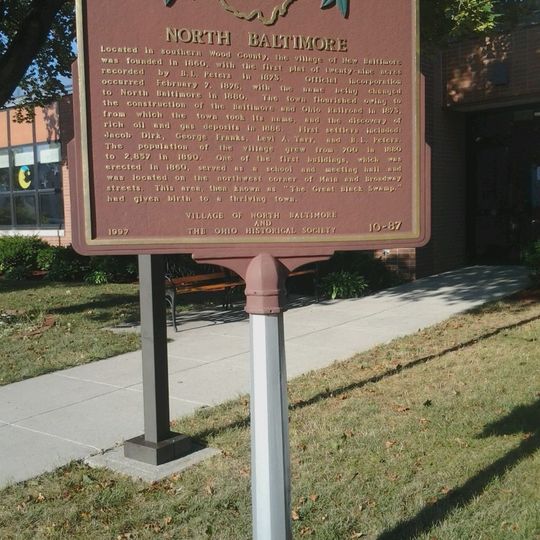 NORTH BALTIMORE
Located in southern Wood County, the village of New Baltimore
was founded in 1860, with the first plat of twenty-nine acres
recorded by B.L. Peters in 1873. Official incorporation
occurred February 7, 1876, with the name being changed
to North Baltimore in 1880. The town flourished owing to
the construction of the Baltimore and Ohio Railroad in 1873,
from which the town took its name, and the discovery of
rich oil and gas deposits in 1886. First settlers included:
Jacob Dirk, George Franks, Levi A. Tarr, and B.L. Peters.
The population of the village grew from 700 in 1880
to 2,857 in 1890. One of the first buildings, which was
erected in 1860, served as a school and meeting hall and
was located on the northwest corner of Main and Broadway
streets. This area, then known as "The Great Black Swamp,"
had given birth to a thriving town.
VILLAGE OF NORTH BALTIMORE
AND
1997 THE OHIO HISTORICAL SOCIETY 10-87